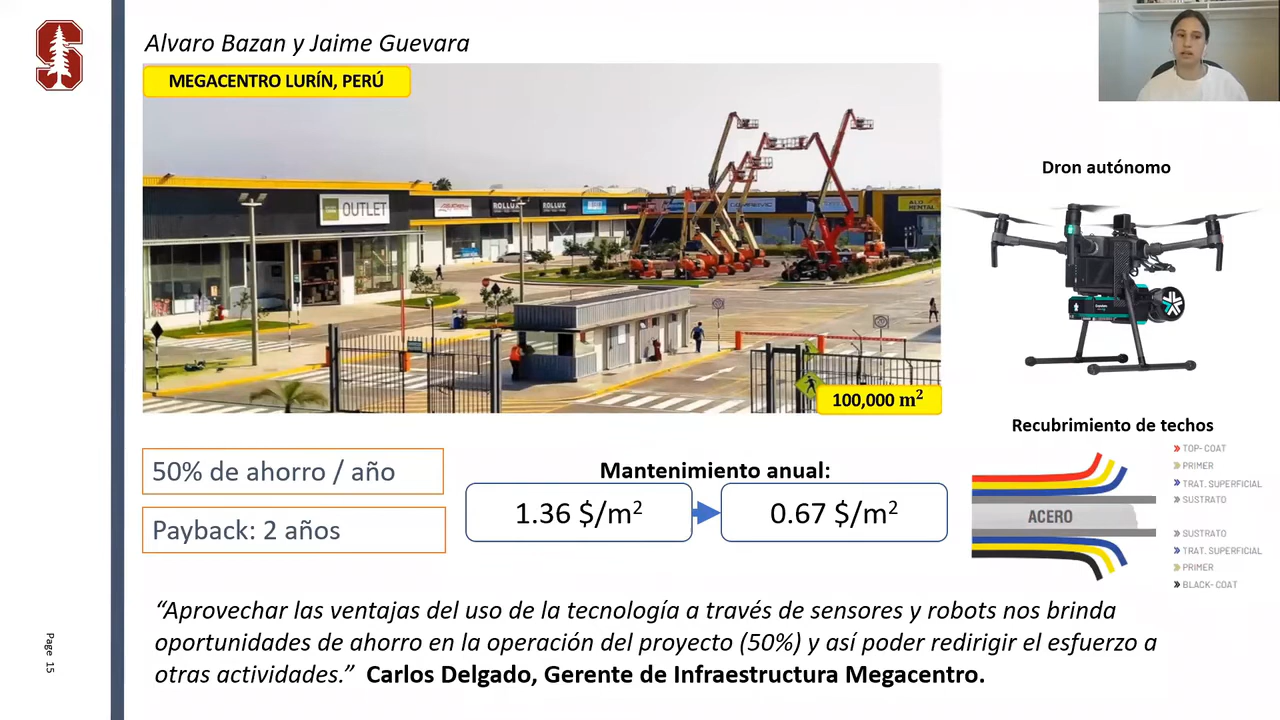 Alvaro Bazan y Jaime Guevara
MEGACENTRO LURÍN, PERÚ
OUTLET
ROLLUX
ROLLUX
ALO RENTAL
100,000 m²
Dron autónomo
Recubrimiento de techos
TOP- COAT
PRIMER
TRAT. SUPERFICIAL
SUSTRATO
ACERO
SUSTRATO
TRAT. SUPERFICIAL
PRIMER
BLACK- COAT
50% de ahorro / año
Payback: 2 años
Mantenimiento anual:
1.36 $/m²
0.67 $/m²
“Aprovechar las ventajas del uso de la tecnología a través de sensores y robots nos brinda
oportunidades de ahorro en la operación del proyecto (50%) y así poder redirigir el esfuerzo a
otras actividades.” Carlos Delgado, Gerente de Infraestructura Megacentro.
Page 15